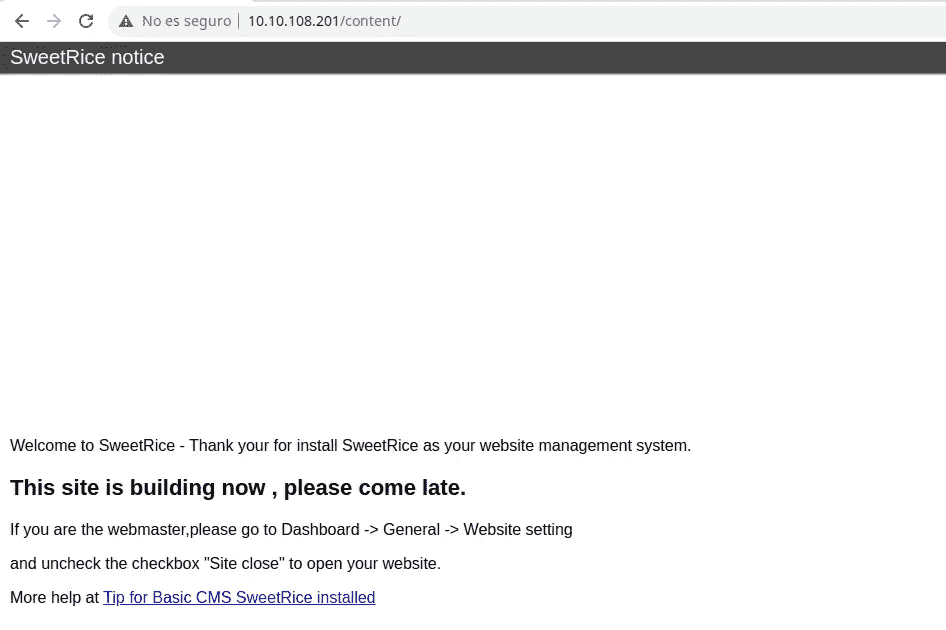 No es seguro | 10.10.108.201/content/
SweetRice notice
Welcome to SweetRice - Thank your for install SweetRice as your website management system.
This site is building now , please come late.
If you are the webmaster,please go to Dashboard -> General -> Website setting
and uncheck the checkbox "Site close" to open your website.
More help at Tip for Basic CMS SweetRice installed